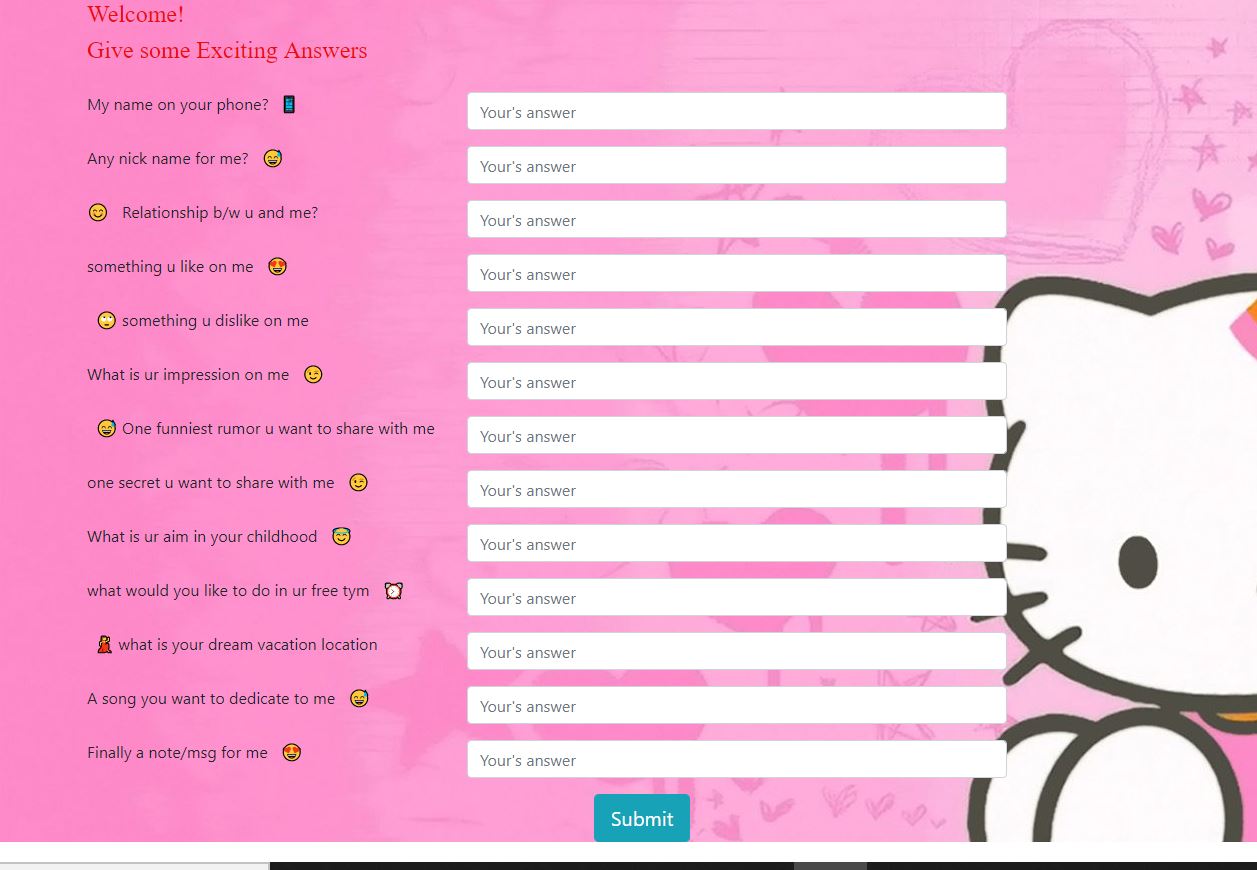 Welcome!
Give some Exciting Answers
My name on your phone? 📱 Your's answer
Any nick name for me? 😅 Your's answer
😊 Relationship b/w u and me? Your's answer
something u like on me 😍 Your's answer
🙄 something u dislike on me Your's answer
What is ur impression on me 😉 Your's answer
😅 One funniest rumor u want to share with me Your's answer
one secret u want to share with me 😉 Your's answer
What is ur aim in your childhood 😇 Your's answer
what would you like to do in ur free tym ⏰ Your's answer
💃 what is your dream vacation location Your's answer
A song you want to dedicate to me 😅 Your's answer
Finally a note/msg for me 😍 Your's answer
Submit